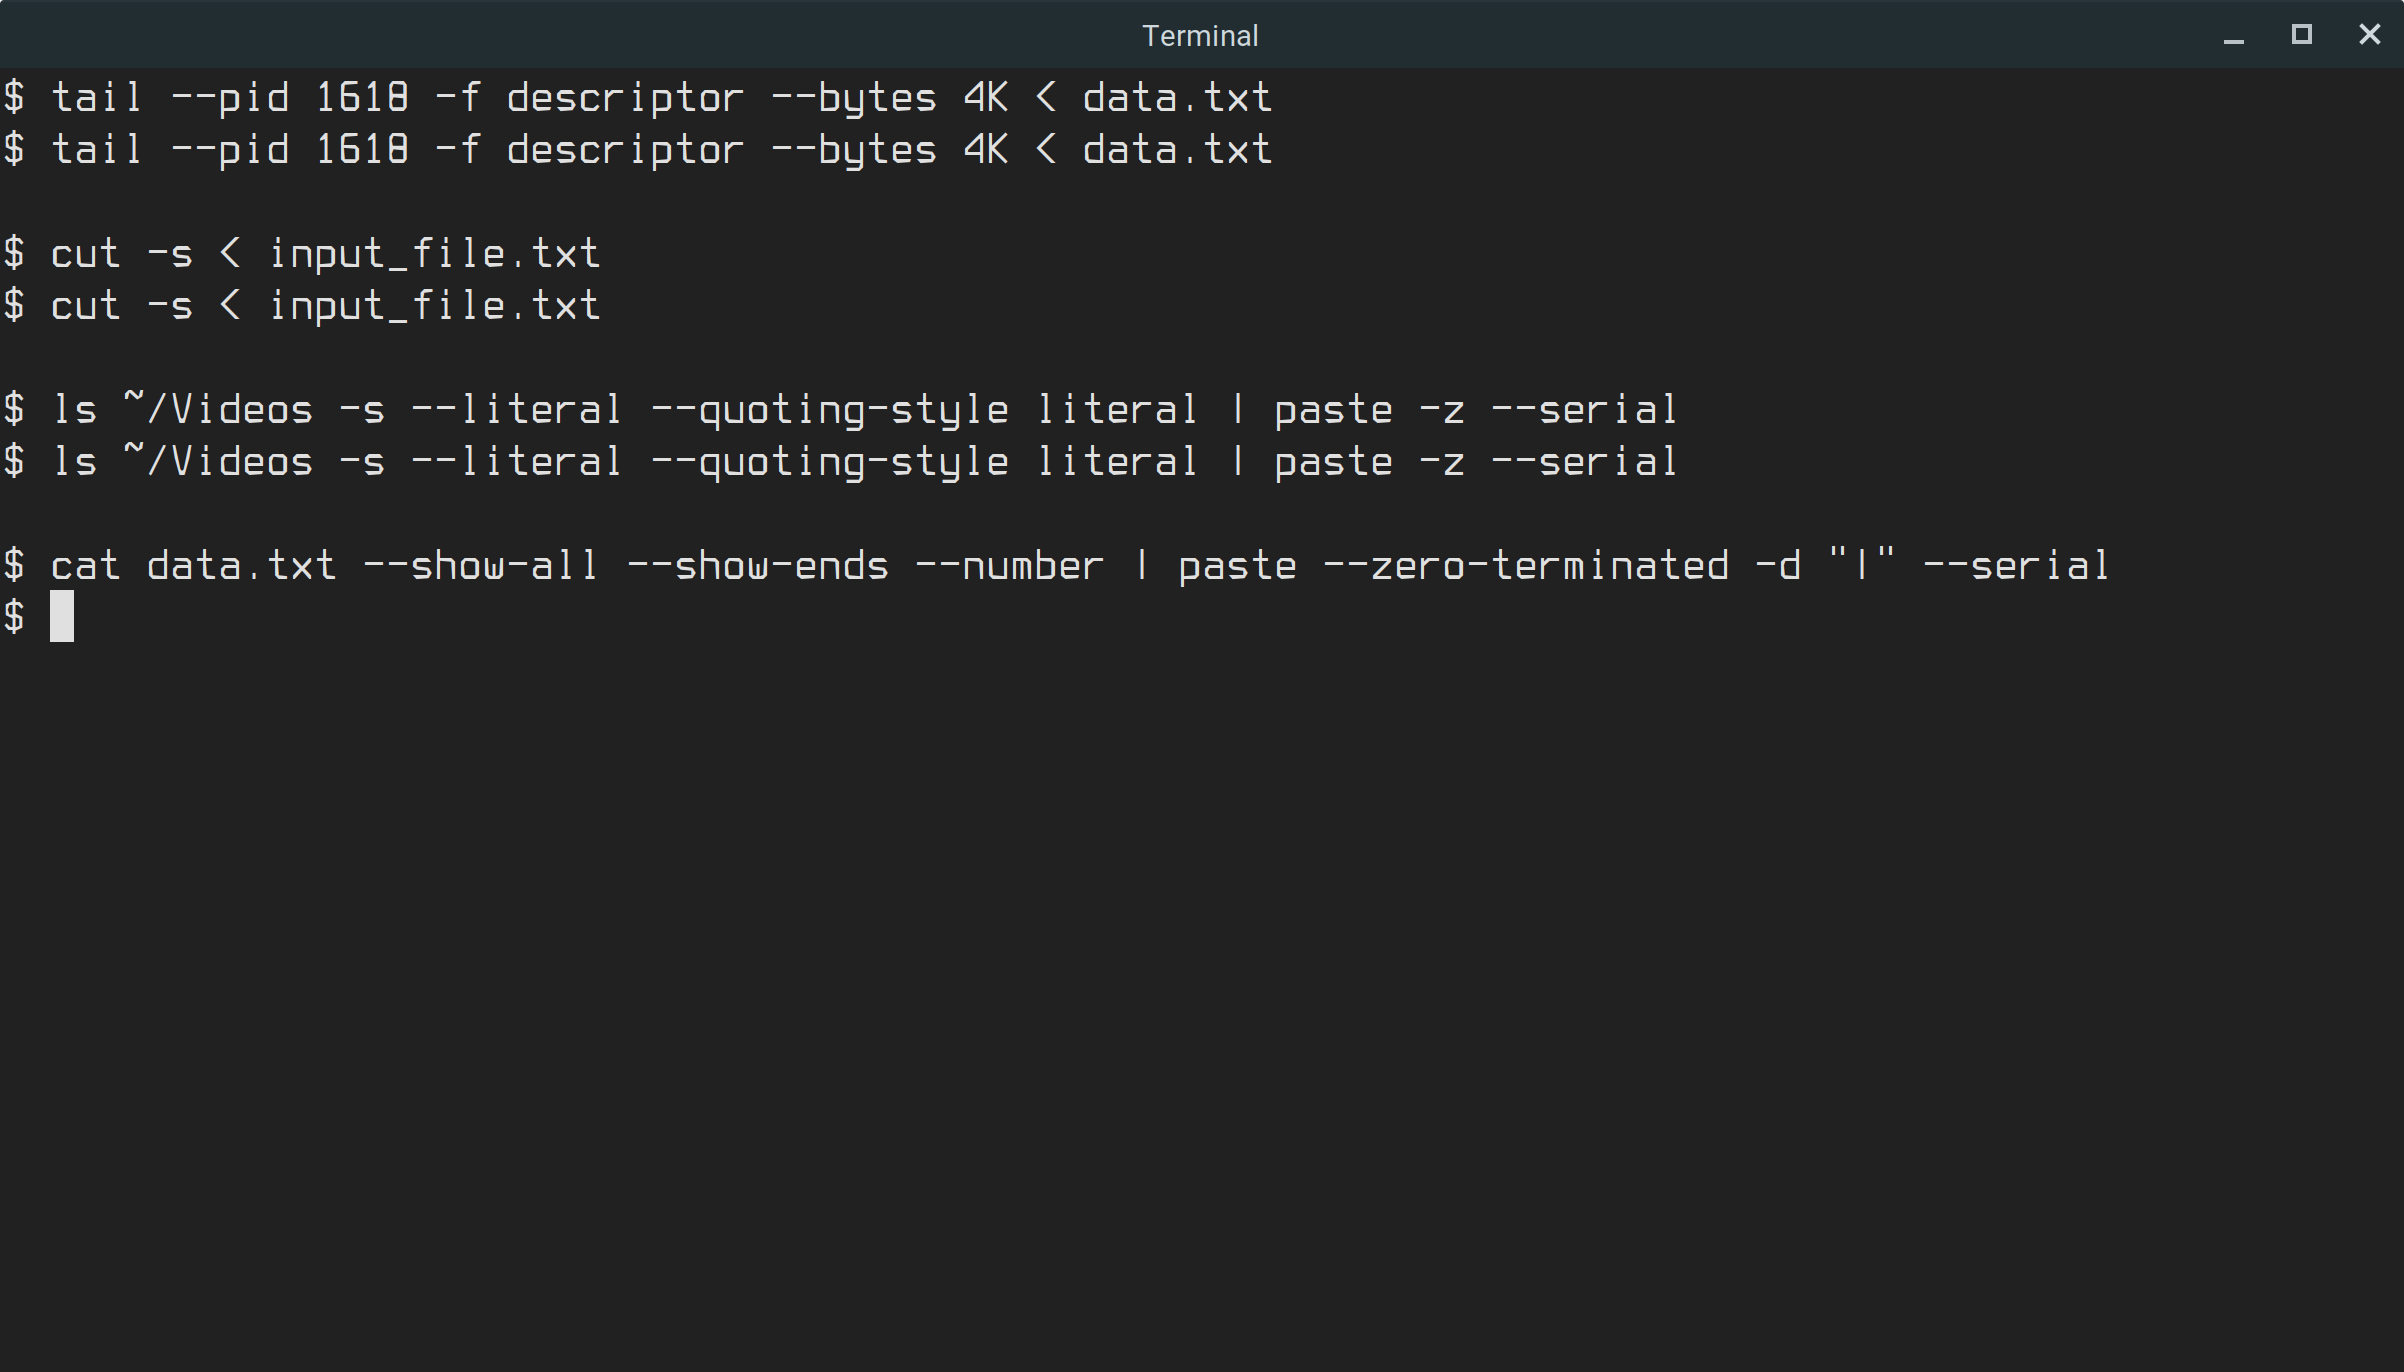 Terminal
$ tail --pid 1618 -f descriptor --bytes 4K < data.txt
$ tail --pid 1618 -f descriptor --bytes 4K < data.txt
$ cut -s < input_file.txt
$ cut -s < input_file.txt
$ ls ~/Videos -s --literal --quoting-style literal | paste -z --serial
$ ls ~/Videos -s --literal --quoting-style literal | paste -z --serial
$ cat data.txt --show-all --show-ends --number | paste --zero-terminated -d "|" --serial
$